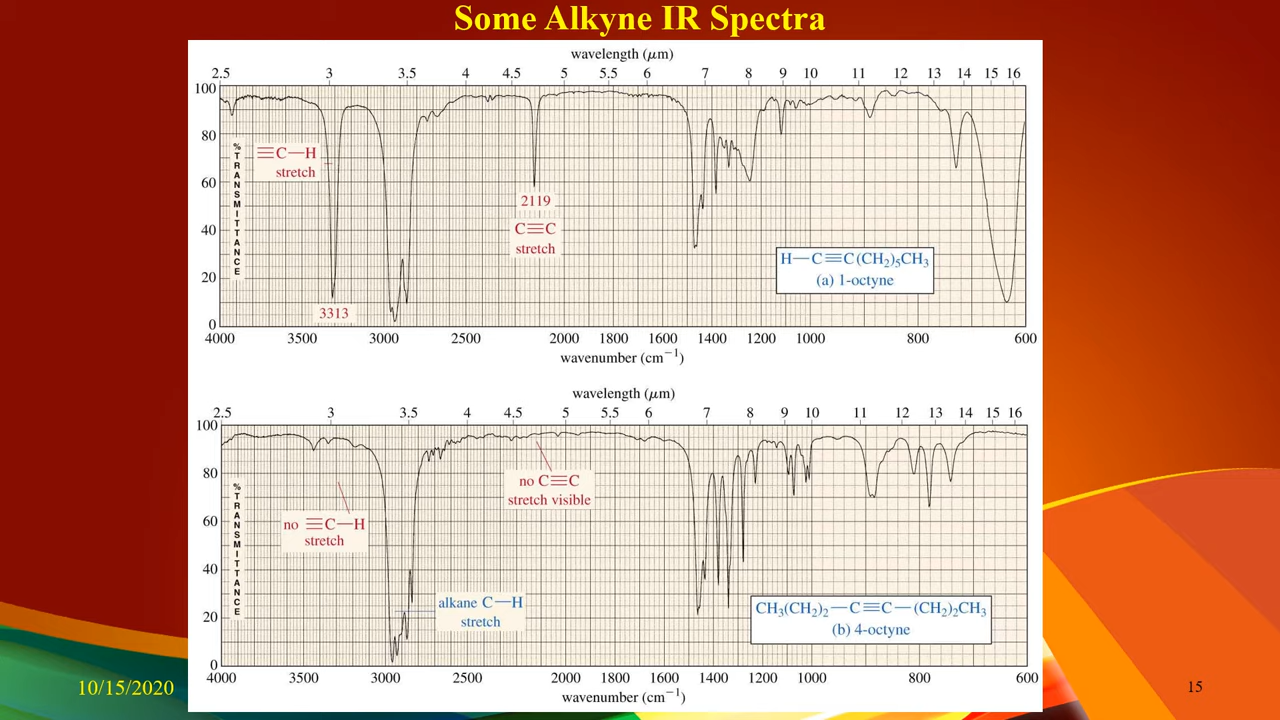 Some Alkyne IR Spectra
wavelength (μm)
2.5 3 3.5 4 4.5 5 5.5 6 7 8 9 10 11 12 13 14 15 16
100
80
60
40
20
0
%TRANSMITTANCE
≡C—H
stretch
3313
2119
C≡C
stretch
H—C≡C(CH₂)₅CH₃
(a) 1-octyne
4000 3500 3000 2500 2000 1800 1600 1400 1200 1000 800 600
wavenumber (cm⁻¹)
wavelength (μm)
2.5 3 3.5 4 4.5 5 5.5 6 7 8 9 10 11 12 13 14 15 16
100
80
60
40
20
0
%TRANSMITTANCE
no ≡C—H
stretch
no C≡C
stretch visible
alkane C—H
stretch
CH₃(CH₂)₂—C≡C—(CH₂)₂CH₃
(b) 4-octyne
4000 3500 3000 2500 2000 1800 1600 1400 1200 1000 800 600
wavenumber (cm⁻¹)
10/15/2020
15